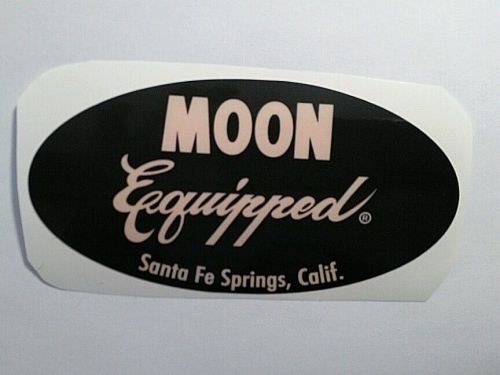 MOON
Equipped®
Santa Fe Springs, Calif.